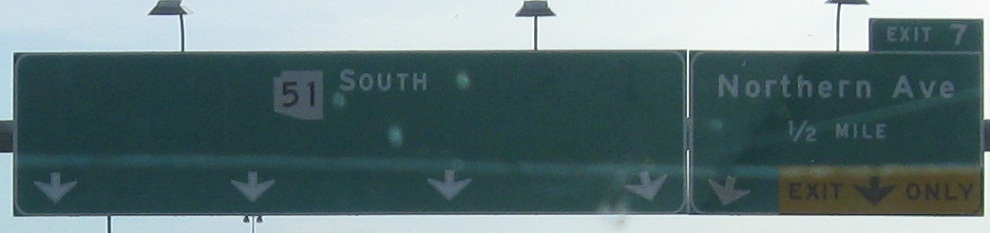 51 SOUTH
EXIT 7
Northern Ave
1/2 MILE
EXIT ONLY